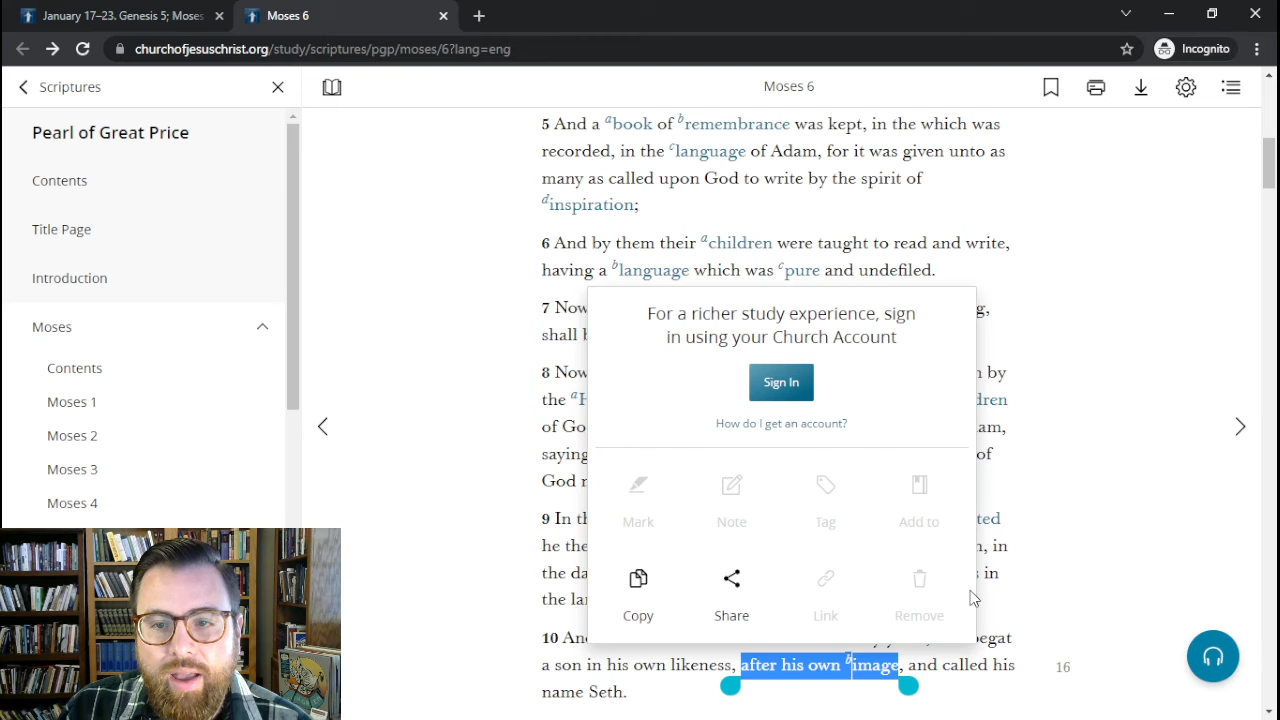 January 17–23. Genesis 5; Moses
Moses 6
churchofjesuschrist.org/study/scriptures/pgp/moses/6?lang=eng
Incognito
Scriptures
Moses 6
Pearl of Great Price
Contents
Title Page
Introduction
Moses
Contents
Moses 1
Moses 2
Moses 3
Moses 4
5 And a a book of b remembrance was kept, in the which was
recorded, in the c language of Adam, for it was given unto as
many as called upon God to write by the spirit of
d inspiration;
6 And by them their a children were taught to read and write,
having a b language which was c pure and undefiled.
7 Now
shall
8 Now by
the a
of Go am,
saying of
God
9 In th
he the in
the da s in
the la
For a richer study experience, sign
in using your Church Account
Sign In
How do I get an account?
Mark
Note
Tag
Add to
Copy
Share
Link
Remove
10 And begat
a son in his own likeness, after his own b image, and called his
name Seth.
16